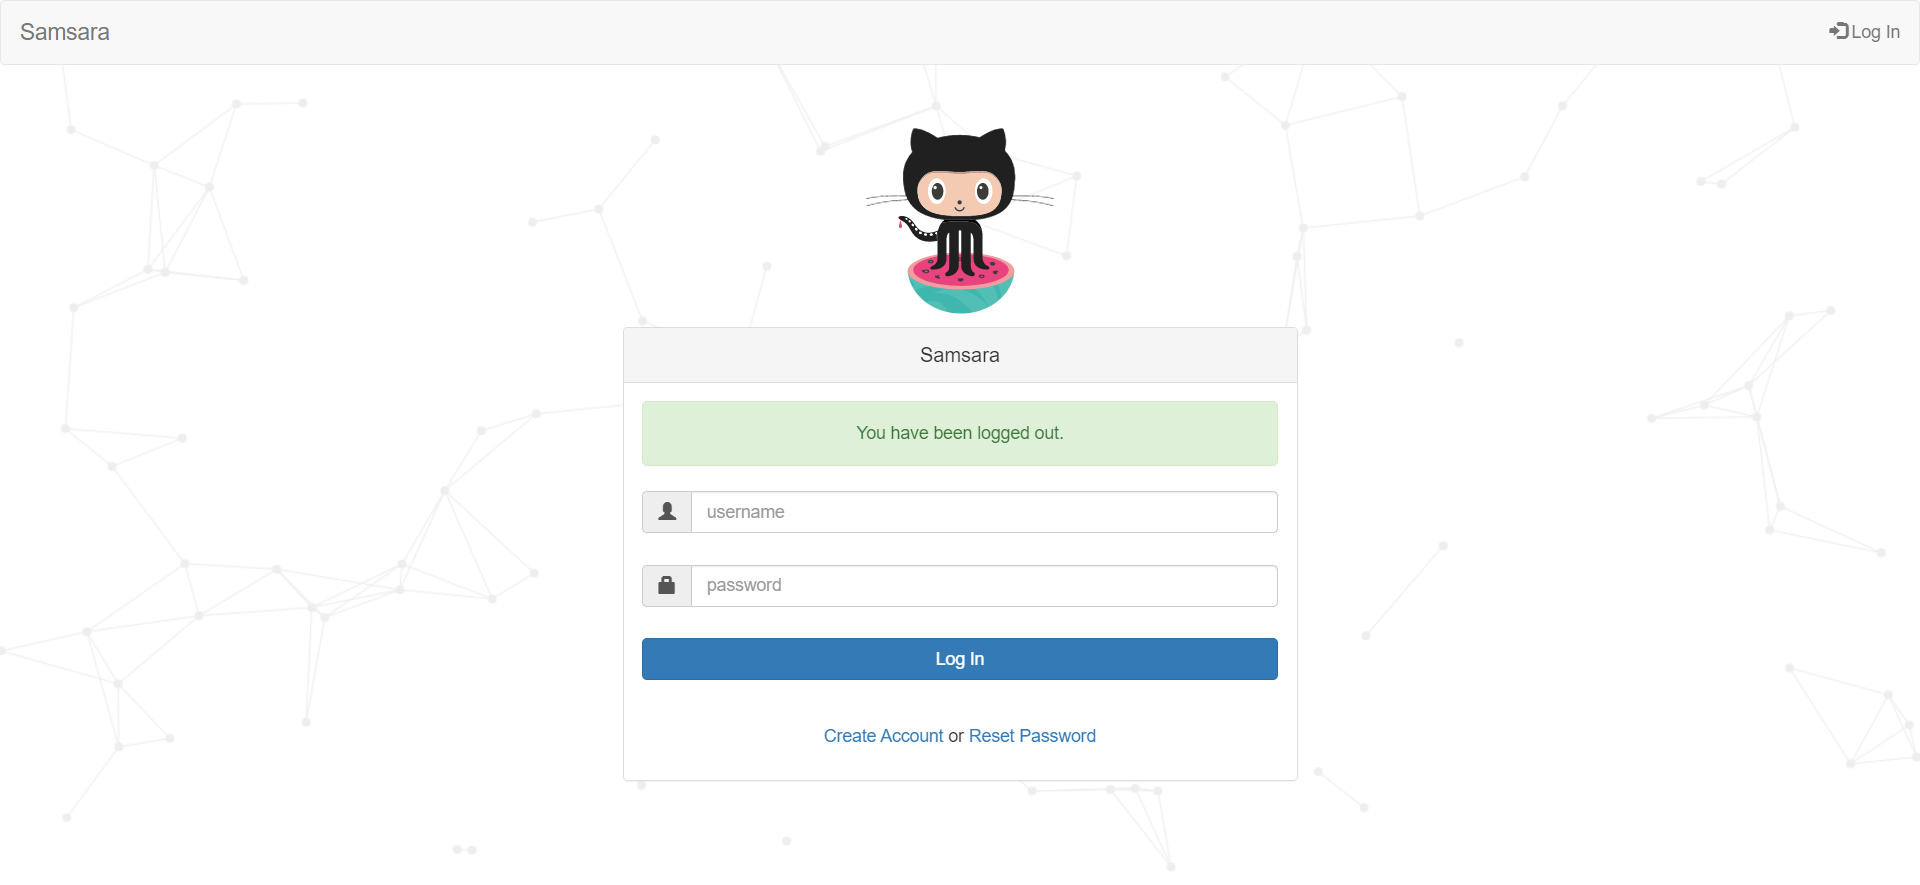 Samsara
Log In
Samsara
You have been logged out.
username
password
Log In
Create Account or Reset Password